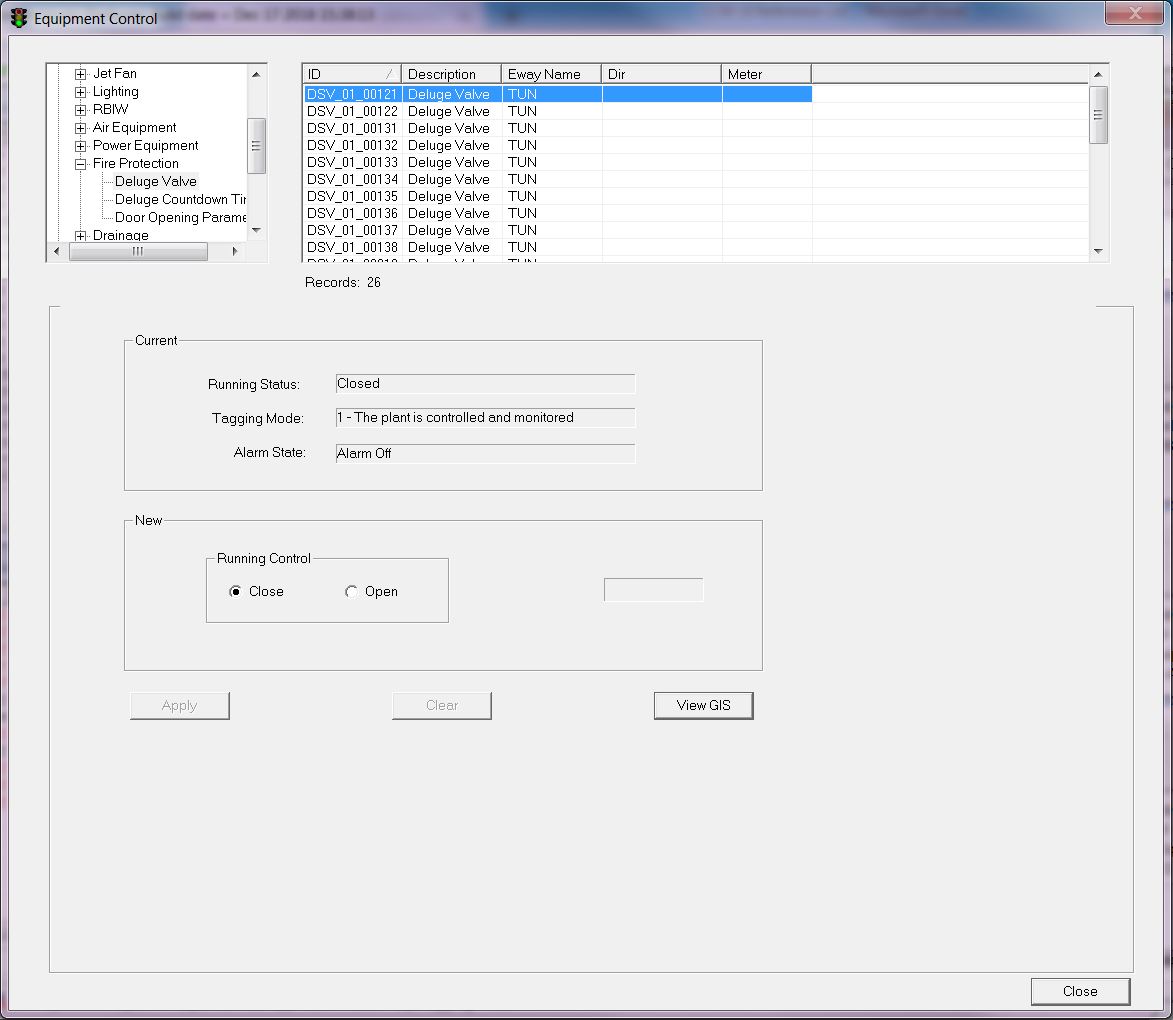 Equipment Control
Jet Fan
Lighting
RBIW
Air Equipment
Power Equipment
Fire Protection
Deluge Valve
Deluge Countdown Tir
Door Opening Parame
Drainage
ID Description Eway Name Dir Meter
DSV_01_00121 Deluge Valve TUN
DSV_01_00122 Deluge Valve TUN
DSV_01_00131 Deluge Valve TUN
DSV_01_00132 Deluge Valve TUN
DSV_01_00133 Deluge Valve TUN
DSV_01_00134 Deluge Valve TUN
DSV_01_00135 Deluge Valve TUN
DSV_01_00136 Deluge Valve TUN
DSV_01_00137 Deluge Valve TUN
DSV_01_00138 Deluge Valve TUN
Records: 26
Current
Running Status: Closed
Tagging Mode: 1 - The plant is controlled and monitored
Alarm State: Alarm Off
New
Running Control
Close Open
Apply Clear View GIS
Close